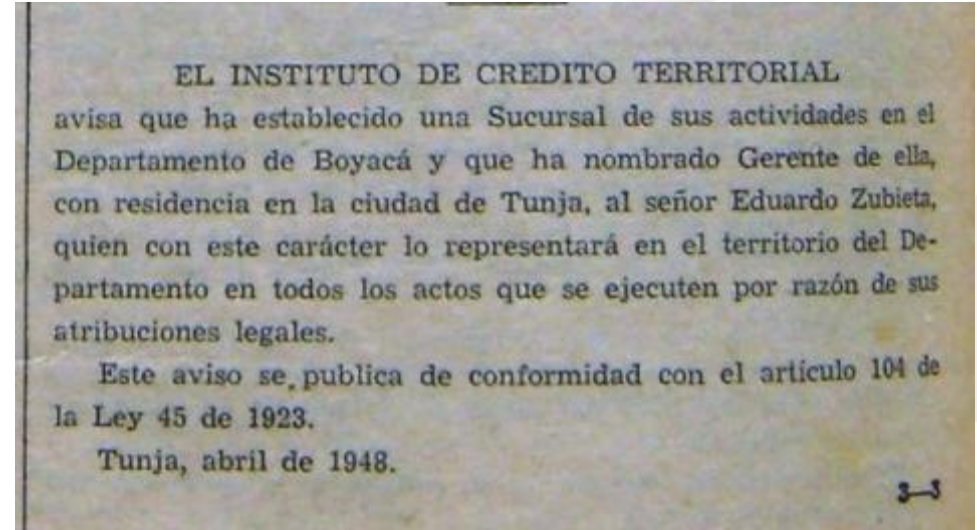 EL INSTITUTO DE CREDITO TERRITORIAL
avisa que ha establecido una Sucursal de sus actividades en el
Departamento de Boyacá y que ha nombrado Gerente de ella,
con residencia en la ciudad de Tunja, al señor Eduardo Zubieta,
quien con este carácter lo representará en el territorio del De-
partamento en todos los actos que se ejecuten por razón de sus
atribuciones legales.
Este aviso se publica de conformidad con el artículo 104 de
la Ley 45 de 1923.
Tunja, abril de 1948.
3—3